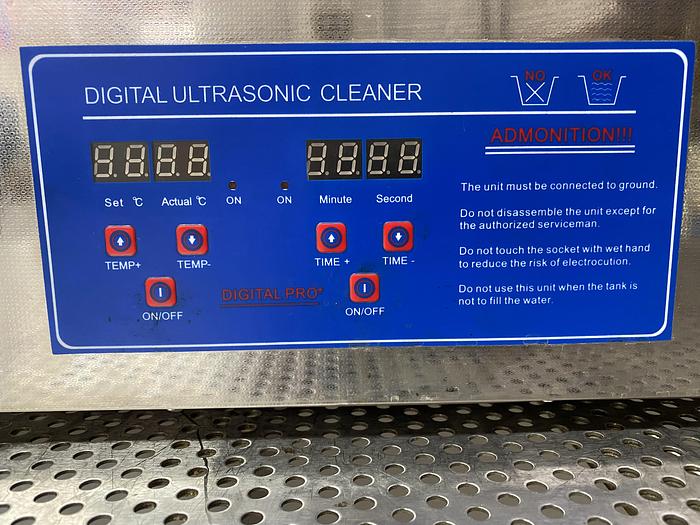 DIGITAL ULTRASONIC CLEANER
NO OK
ADMONITION!!!
Set °C Actual °C ON ON Minute Second
TEMP+ TEMP- TIME + TIME -
ON/OFF DIGITAL PRO+ ON/OFF
The unit must be connected to ground.
Do not disassemble the unit except for
the authorized serviceman.
Do not touch the socket with wet hand
to reduce the risk of electrocution.
Do not use this unit when the tank is
not to fill the water.